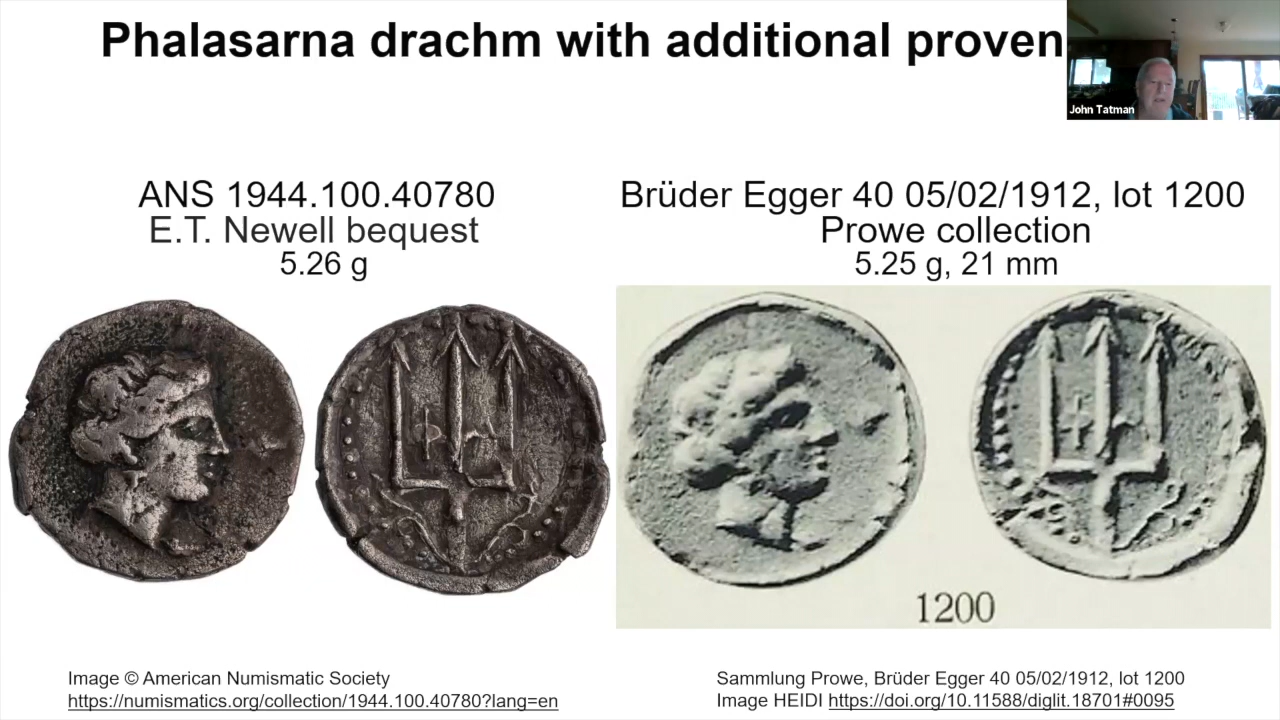 Phalasarna drachm with additional proven
John Tatman
ANS 1944.100.40780
E.T. Newell bequest
5.26 g
Brüder Egger 40 05/02/1912, lot 1200
Prowe collection
5.25 g, 21 mm
1200
Image © American Numismatic Society
https://numismatics.org/collection/1944.100.40780?lang=en
Sammlung Prowe, Brüder Egger 40 05/02/1912, lot 1200
Image HEIDI https://doi.org/10.11588/diglit.18701#0095